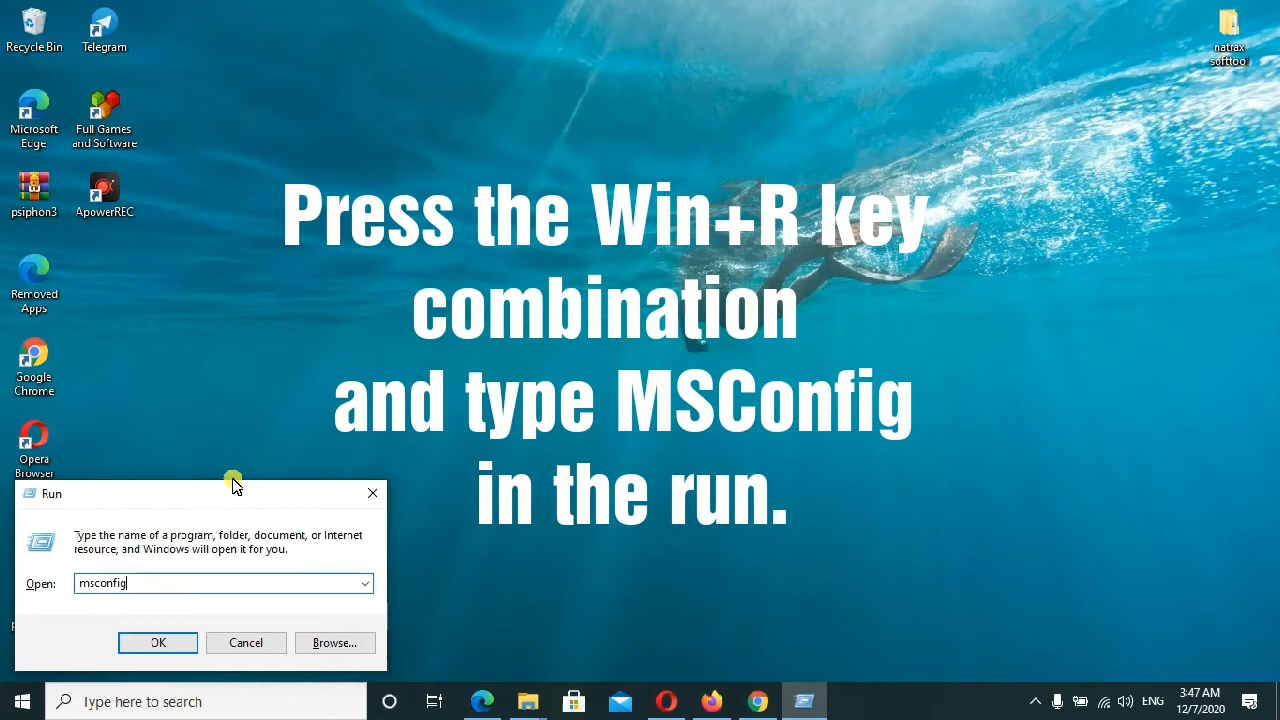 Recycle Bin
Telegram
natrax
softtool
Microsoft
Edge
Full Games
and Software
psiphon3
ApowerREC
Removed
Apps
Google
Chrome
Opera
Browser
Press the Win+R key
combination
and type MSConfig
in the run.
Run
Type the name of a program, folder, document, or Internet
resource, and Windows will open it for you.
Open:
msconfig
OK
Cancel
Browse...
Type here to search
ENG
3:47 AM
12/7/2020